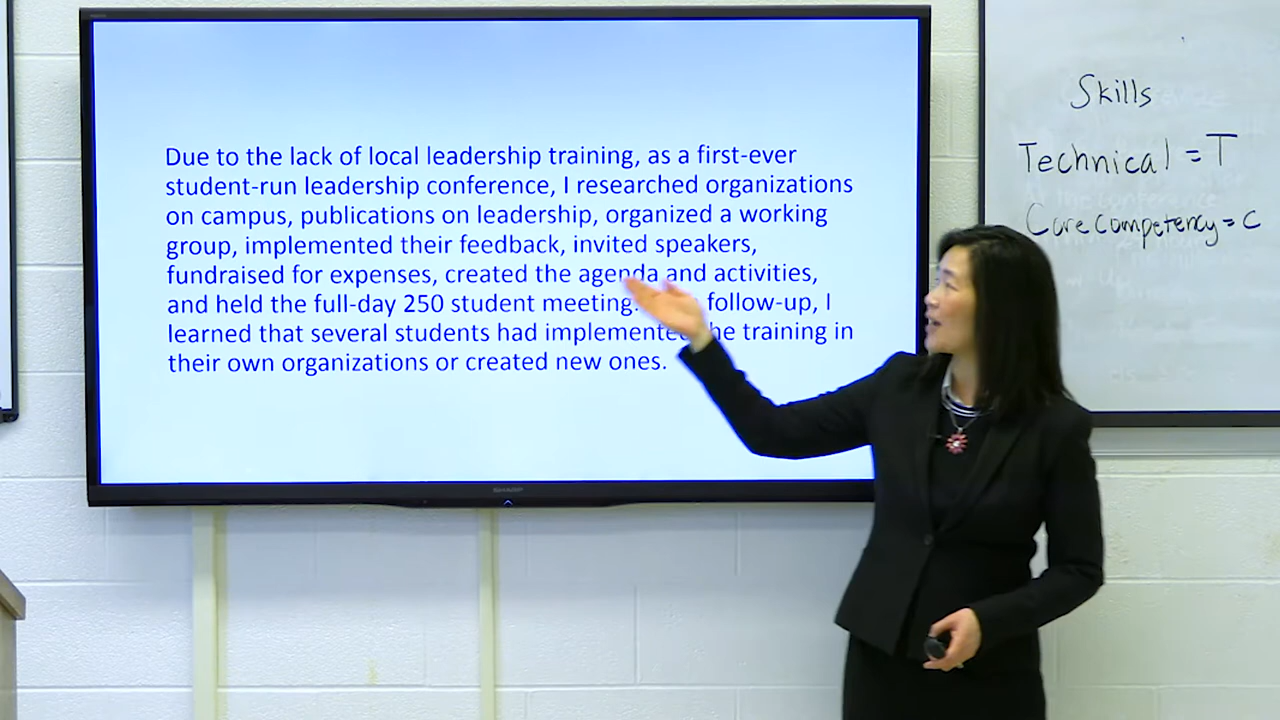 Due to the lack of local leadership training, as a first-ever
student-run leadership conference, I researched organizations
on campus, publications on leadership, organized a working
group, implemented their feedback, invited speakers,
fundraised for expenses, created the agenda and activities,
and held the full-day 250 student meeting. follow-up, I
learned that several students had implemented the training in
their own organizations or created new ones.
SHARP
Skills
Technical = T
Core competency = C